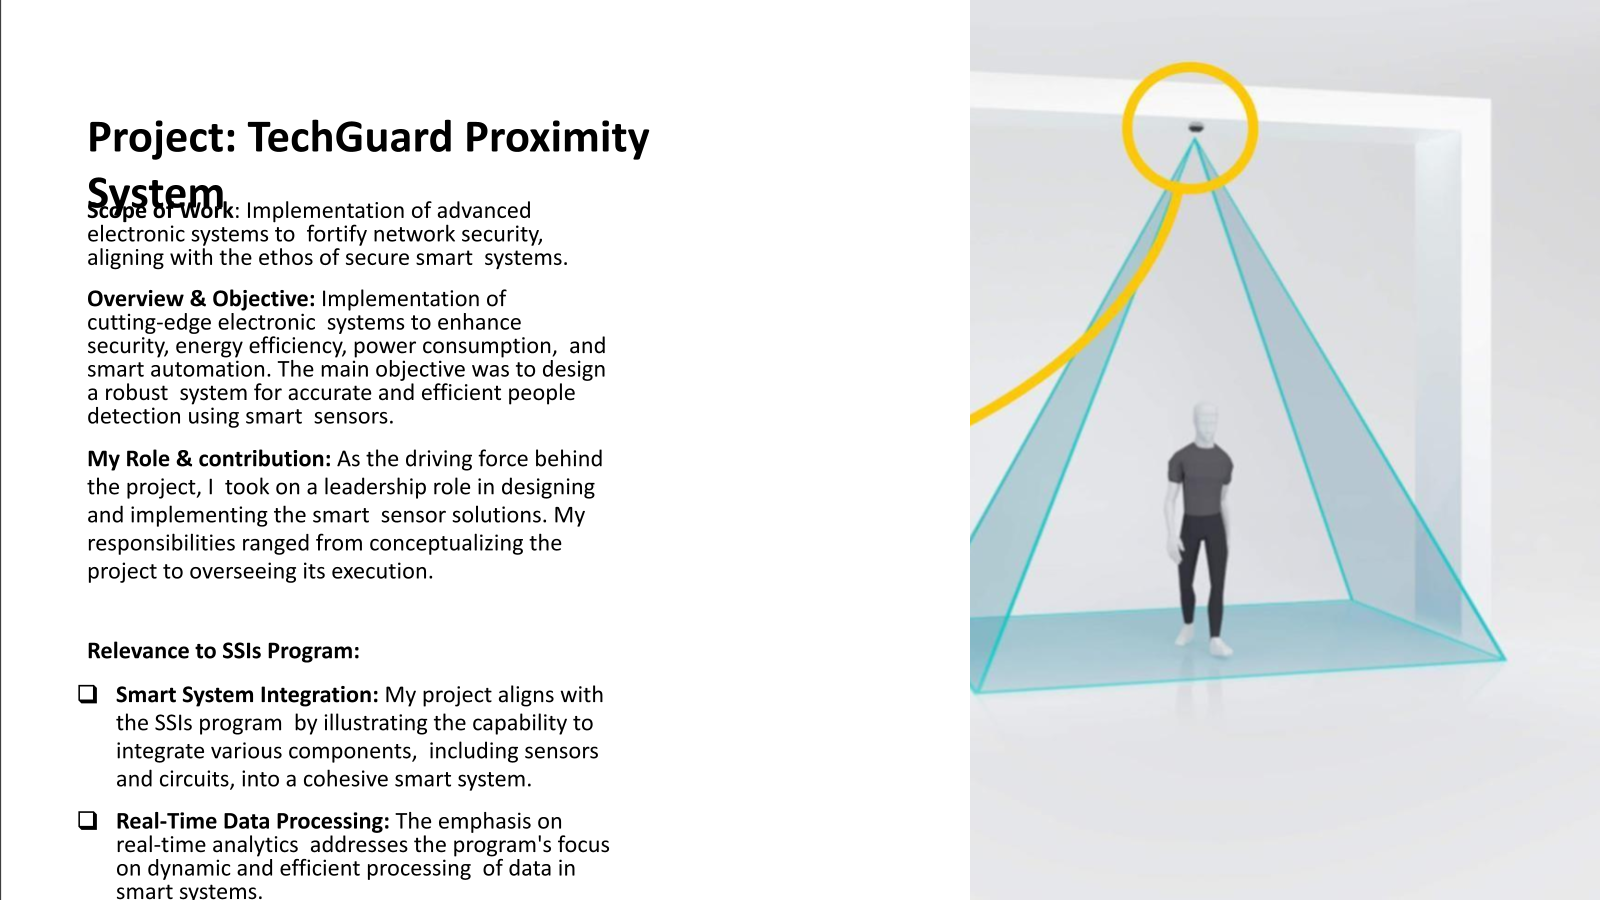 Project: TechGuard Proximity
System
Scope of Work: Implementation of advanced
electronic systems to  fortify network security,
aligning with the ethos of secure smart  systems.
Overview & Objective: Implementation of
cutting-edge electronic  systems to enhance
security, energy efficiency, power consumption,  and
smart automation. The main objective was to design
a robust  system for accurate and efficient people
detection using smart  sensors.
My Role & contribution: As the driving force behind
the project, I  took on a leadership role in designing
and implementing the smart  sensor solutions. My
responsibilities ranged from conceptualizing the
project to overseeing its execution.
Relevance to SSIs Program:
❑ Smart System Integration: My project aligns with
the SSIs program  by illustrating the capability to
integrate various components,  including sensors
and circuits, into a cohesive smart system.
❑ Real-Time Data Processing: The emphasis on
real-time analytics  addresses the program's focus
on dynamic and efficient processing  of data in
smart systems.